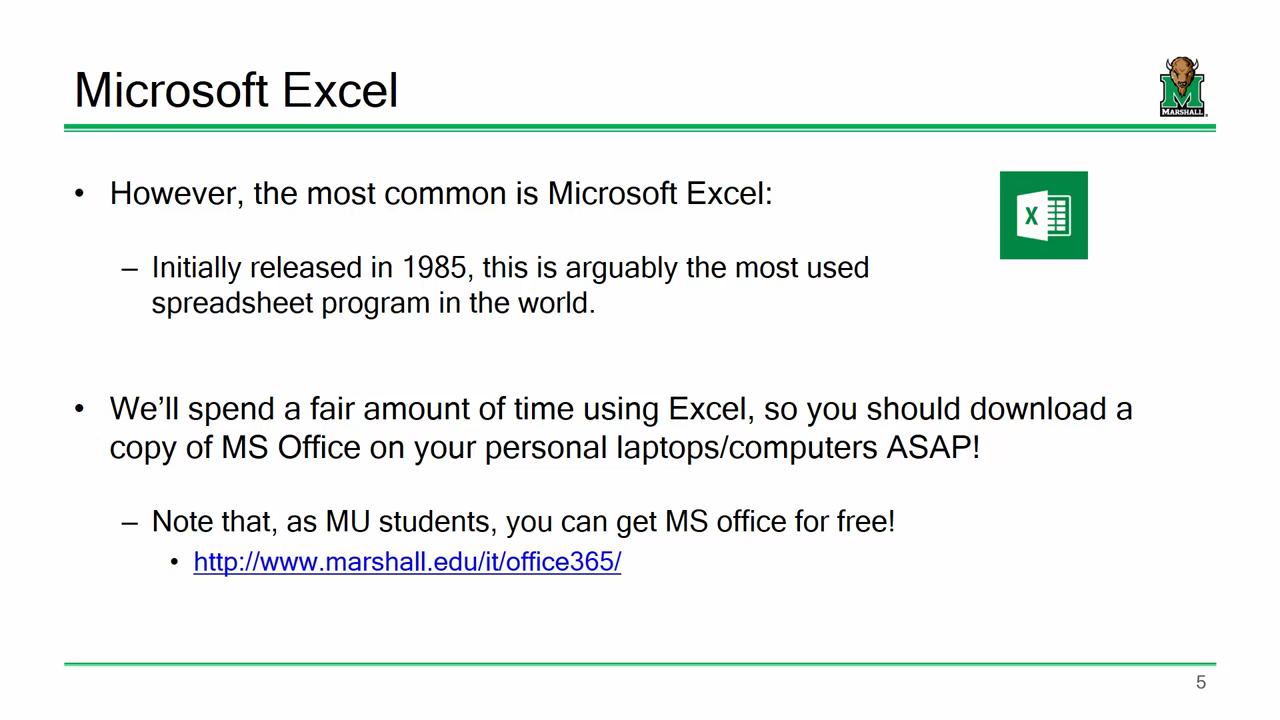 Microsoft Excel
MARSHALL
• However, the most common is Microsoft Excel:
X
– Initially released in 1985, this is arguably the most used
spreadsheet program in the world.
• We’ll spend a fair amount of time using Excel, so you should download a
copy of MS Office on your personal laptops/computers ASAP!
– Note that, as MU students, you can get MS office for free!
• http://www.marshall.edu/it/office365/
5